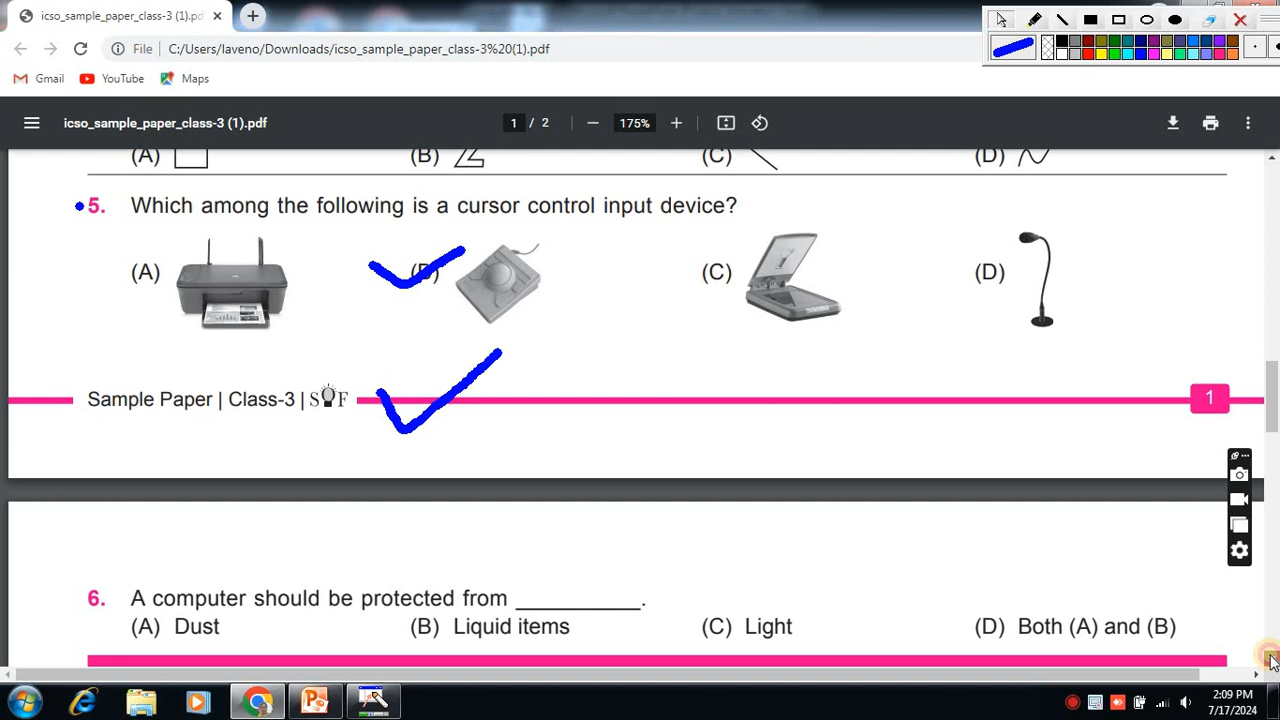 icso_sample_paper_class-3 (1).pd
File
C:/Users/laveno/Downloads/icso_sample_paper_class-3%20(1).pdf
Gmail
YouTube
Maps
icso_sample_paper_class-3 (1).pdf
1 / 2
175%
(A)
(B)
(C)
(D)
5. Which among the following is a cursor control input device?
(A)
(B)
(C)
(D)
Sample Paper | Class-3 | SOF
1
6. A computer should be protected from __________.
(A) Dust
(B) Liquid items
(C) Light
(D) Both (A) and (B)
2:09 PM
7/17/2024